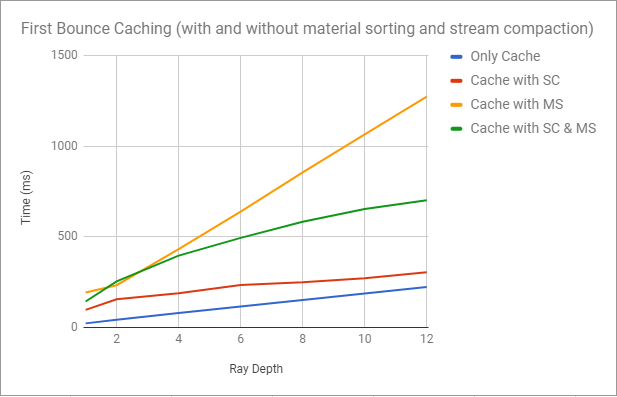 First Bounce Caching (with and without material sorting and stream compaction)
1500
1000
500
0
Time (ms)
2 4 6 8 10 12
Ray Depth
Only Cache
Cache with SC
Cache with MS
Cache with SC & MS